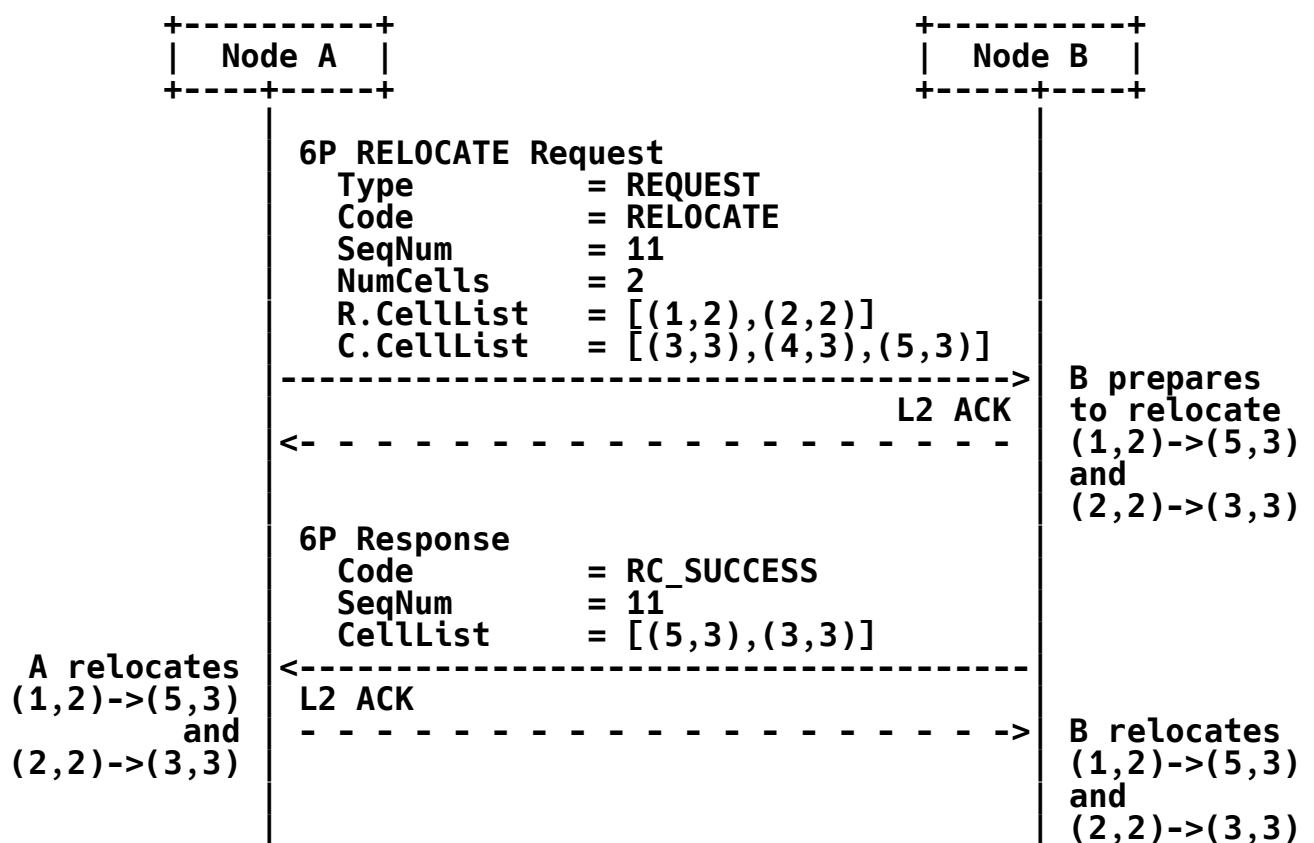 +----------+                           +----------+
|  Node A  |                           |  Node B  |
+----+-----+                           +-----+----+
     |                                       |
     | 6P RELOCATE Request                   |
     |   Type         = REQUEST              |
     |   Code         = RELOCATE             |
     |   SeqNum       = 11                   |
     |   NumCells     = 2                    |
     |   R.CellList   = [(1,2),(2,2)]        |
     |   C.CellList   = [(3,3),(4,3),(5,3)]  |
     |-------------------------------------->| B prepares
     |                                L2 ACK | to relocate
     |<- - - - - - - - - - - - - - - - - - - | (1,2)->(5,3)
     |                                       | and
     |                                       | (2,2)->(3,3)
     | 6P Response                           |
     |   Code         = RC_SUCCESS           |
     |   SeqNum       = 11                   |
     |   CellList     = [(5,3),(3,3)]        |
A relocates |<--------------------------------------|
(1,2)->(5,3) | L2 ACK                                |
and | - - - - - - - - - - - - - - - - - - ->| B relocates
(2,2)->(3,3) |                                       | (1,2)->(5,3)
     |                                       | and
     |                                       | (2,2)->(3,3)